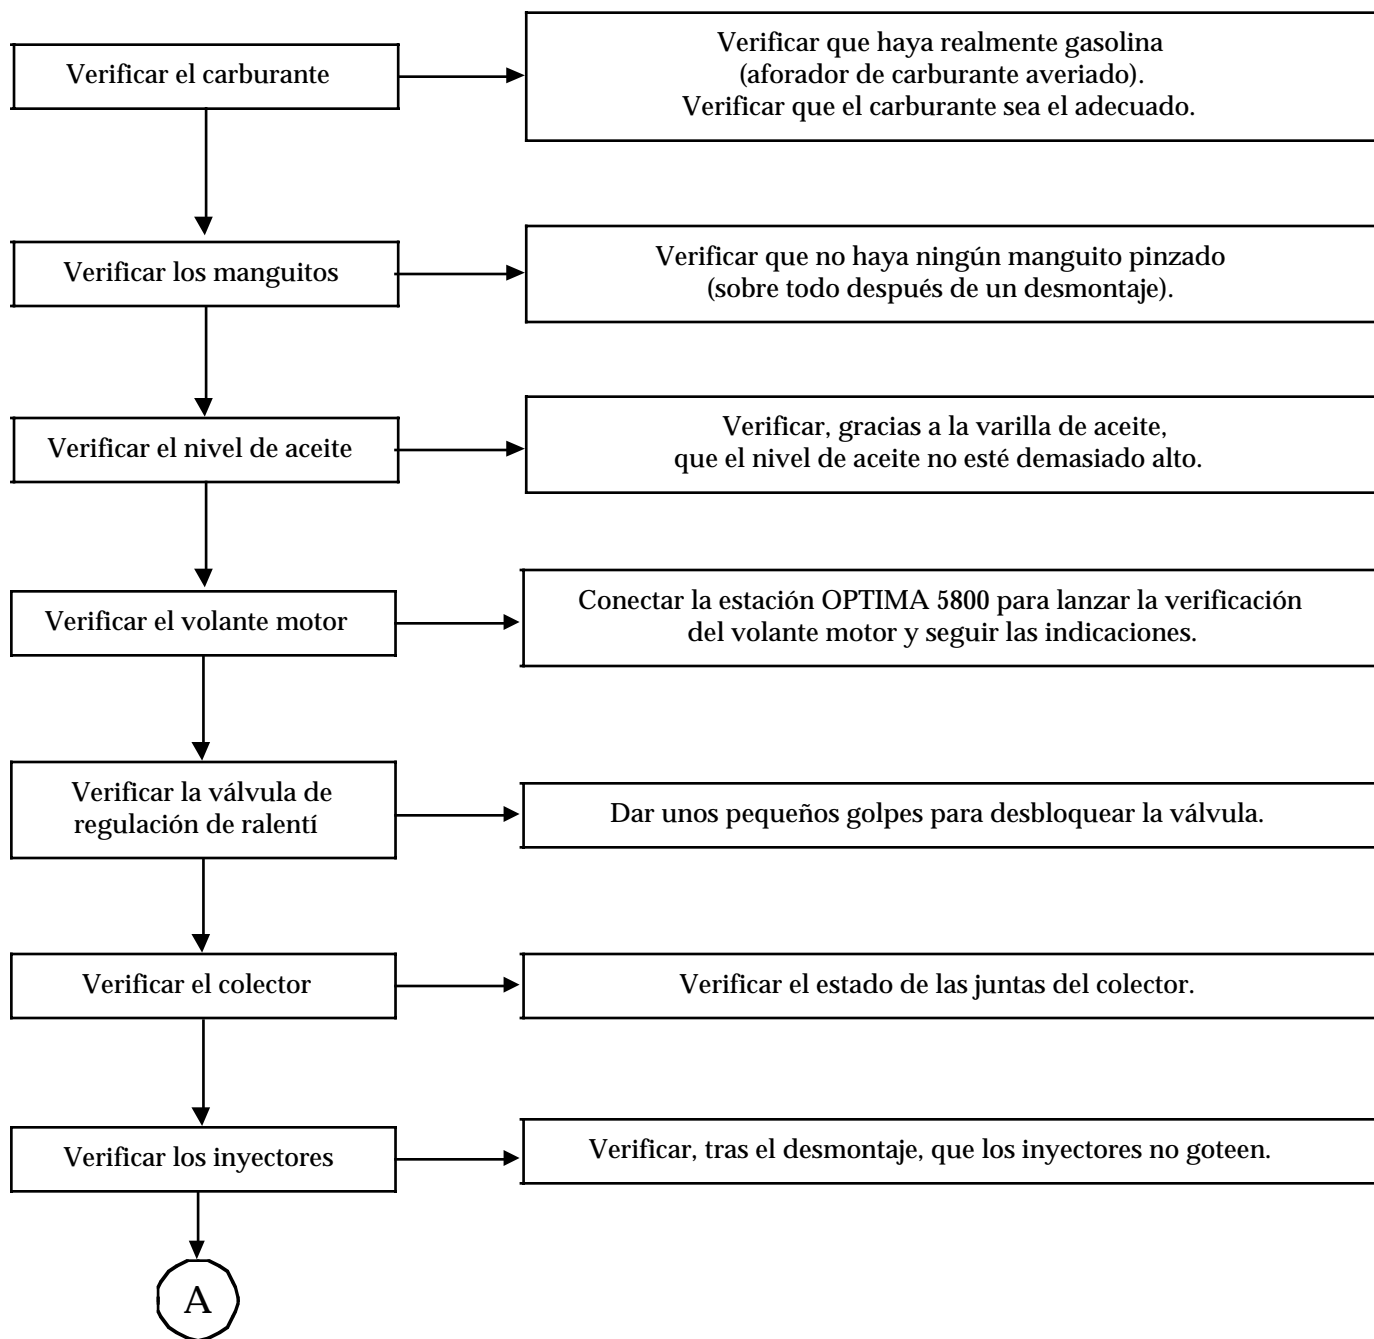 Verificar el carburante
Verificar que haya realmente gasolina
(aforador de carburante averiado).
Verificar que el carburante sea el adecuado.
Verificar los manguitos
Verificar que no haya ningún manguito pinzado
(sobre todo después de un desmontaje).
Verificar el nivel de aceite
Verificar, gracias a la varilla de aceite,
que el nivel de aceite no esté demasiado alto.
Verificar el volante motor
Conectar la estación OPTIMA 5800 para lanzar la verificación
del volante motor y seguir las indicaciones.
Verificar la válvula de
regulación de ralentí
Dar unos pequeños golpes para desbloquear la válvula.
Verificar el colector
Verificar el estado de las juntas del colector.
Verificar los inyectores
Verificar, tras el desmontaje, que los inyectores no goteen.
A